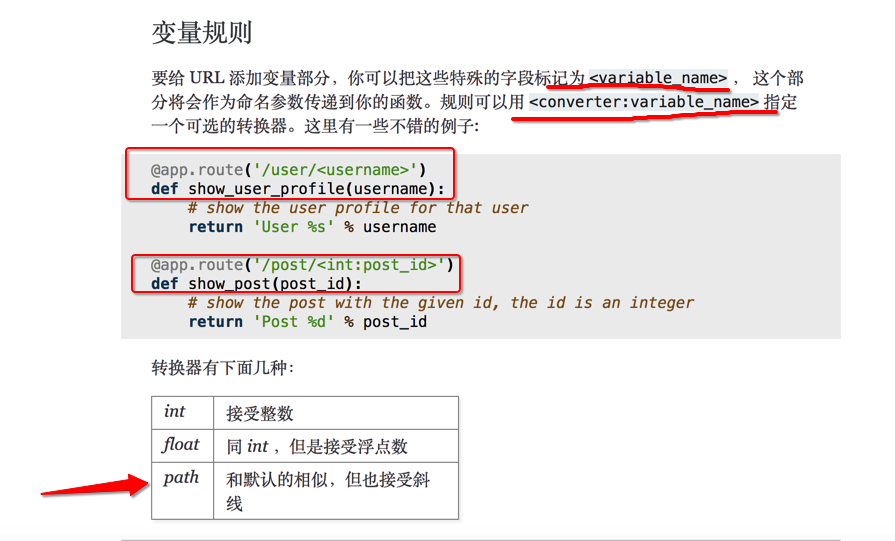 变量规则
要给 URL 添加变量部分，你可以把这些特殊的字段标记为 <variable_name> ， 这个部
分将会作为命名参数传递到你的函数。规则可以用 <converter:variable_name> 指定
一个可选的转换器。这里有一些不错的例子：
@app.route('/user/<username>')
def show_user_profile(username):
    # show the user profile for that user
    return 'User %s' % username
@app.route('/post/<int:post_id>')
def show_post(post_id):
    # show the post with the given id, the id is an integer
    return 'Post %d' % post_id
转换器有下面几种：
int 接受整数
float 同 int ，但是接受浮点数
path 和默认的相似，但也接受斜
线